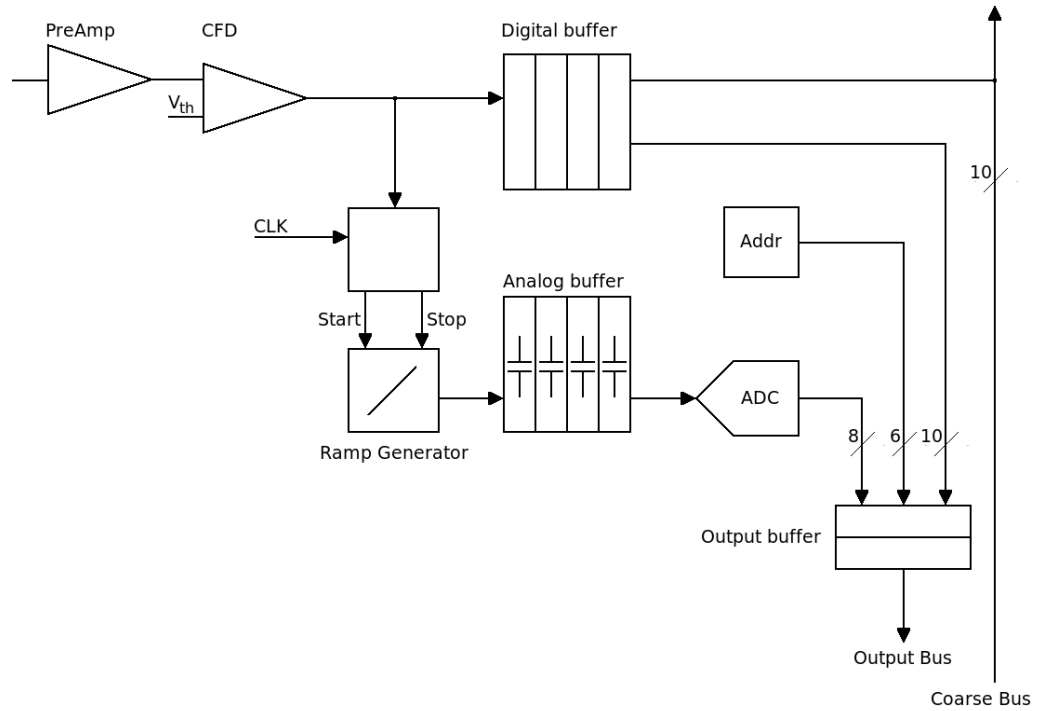 PreAmp
CFD
Digital buffer
Vth
10
CLK
Addr
Analog buffer
Start
Stop
ADC
8
6
10
Ramp Generator
Output buffer
Output Bus
Coarse Bus